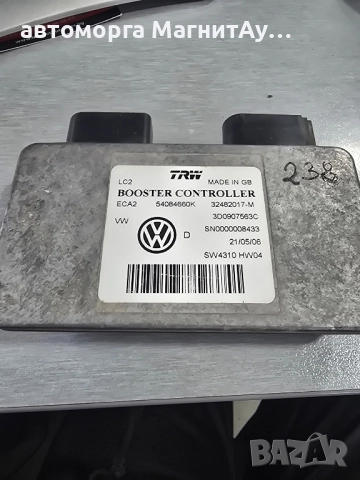 автоморга МагнитАу...
TRW
LC2 MADE IN GB
BOOSTER CONTROLLER
ECA2 54084660K 32482017-M
VW 3D0907563C
D SN0000008433
21/05/06
SW4310 HW04
238
BAZAR